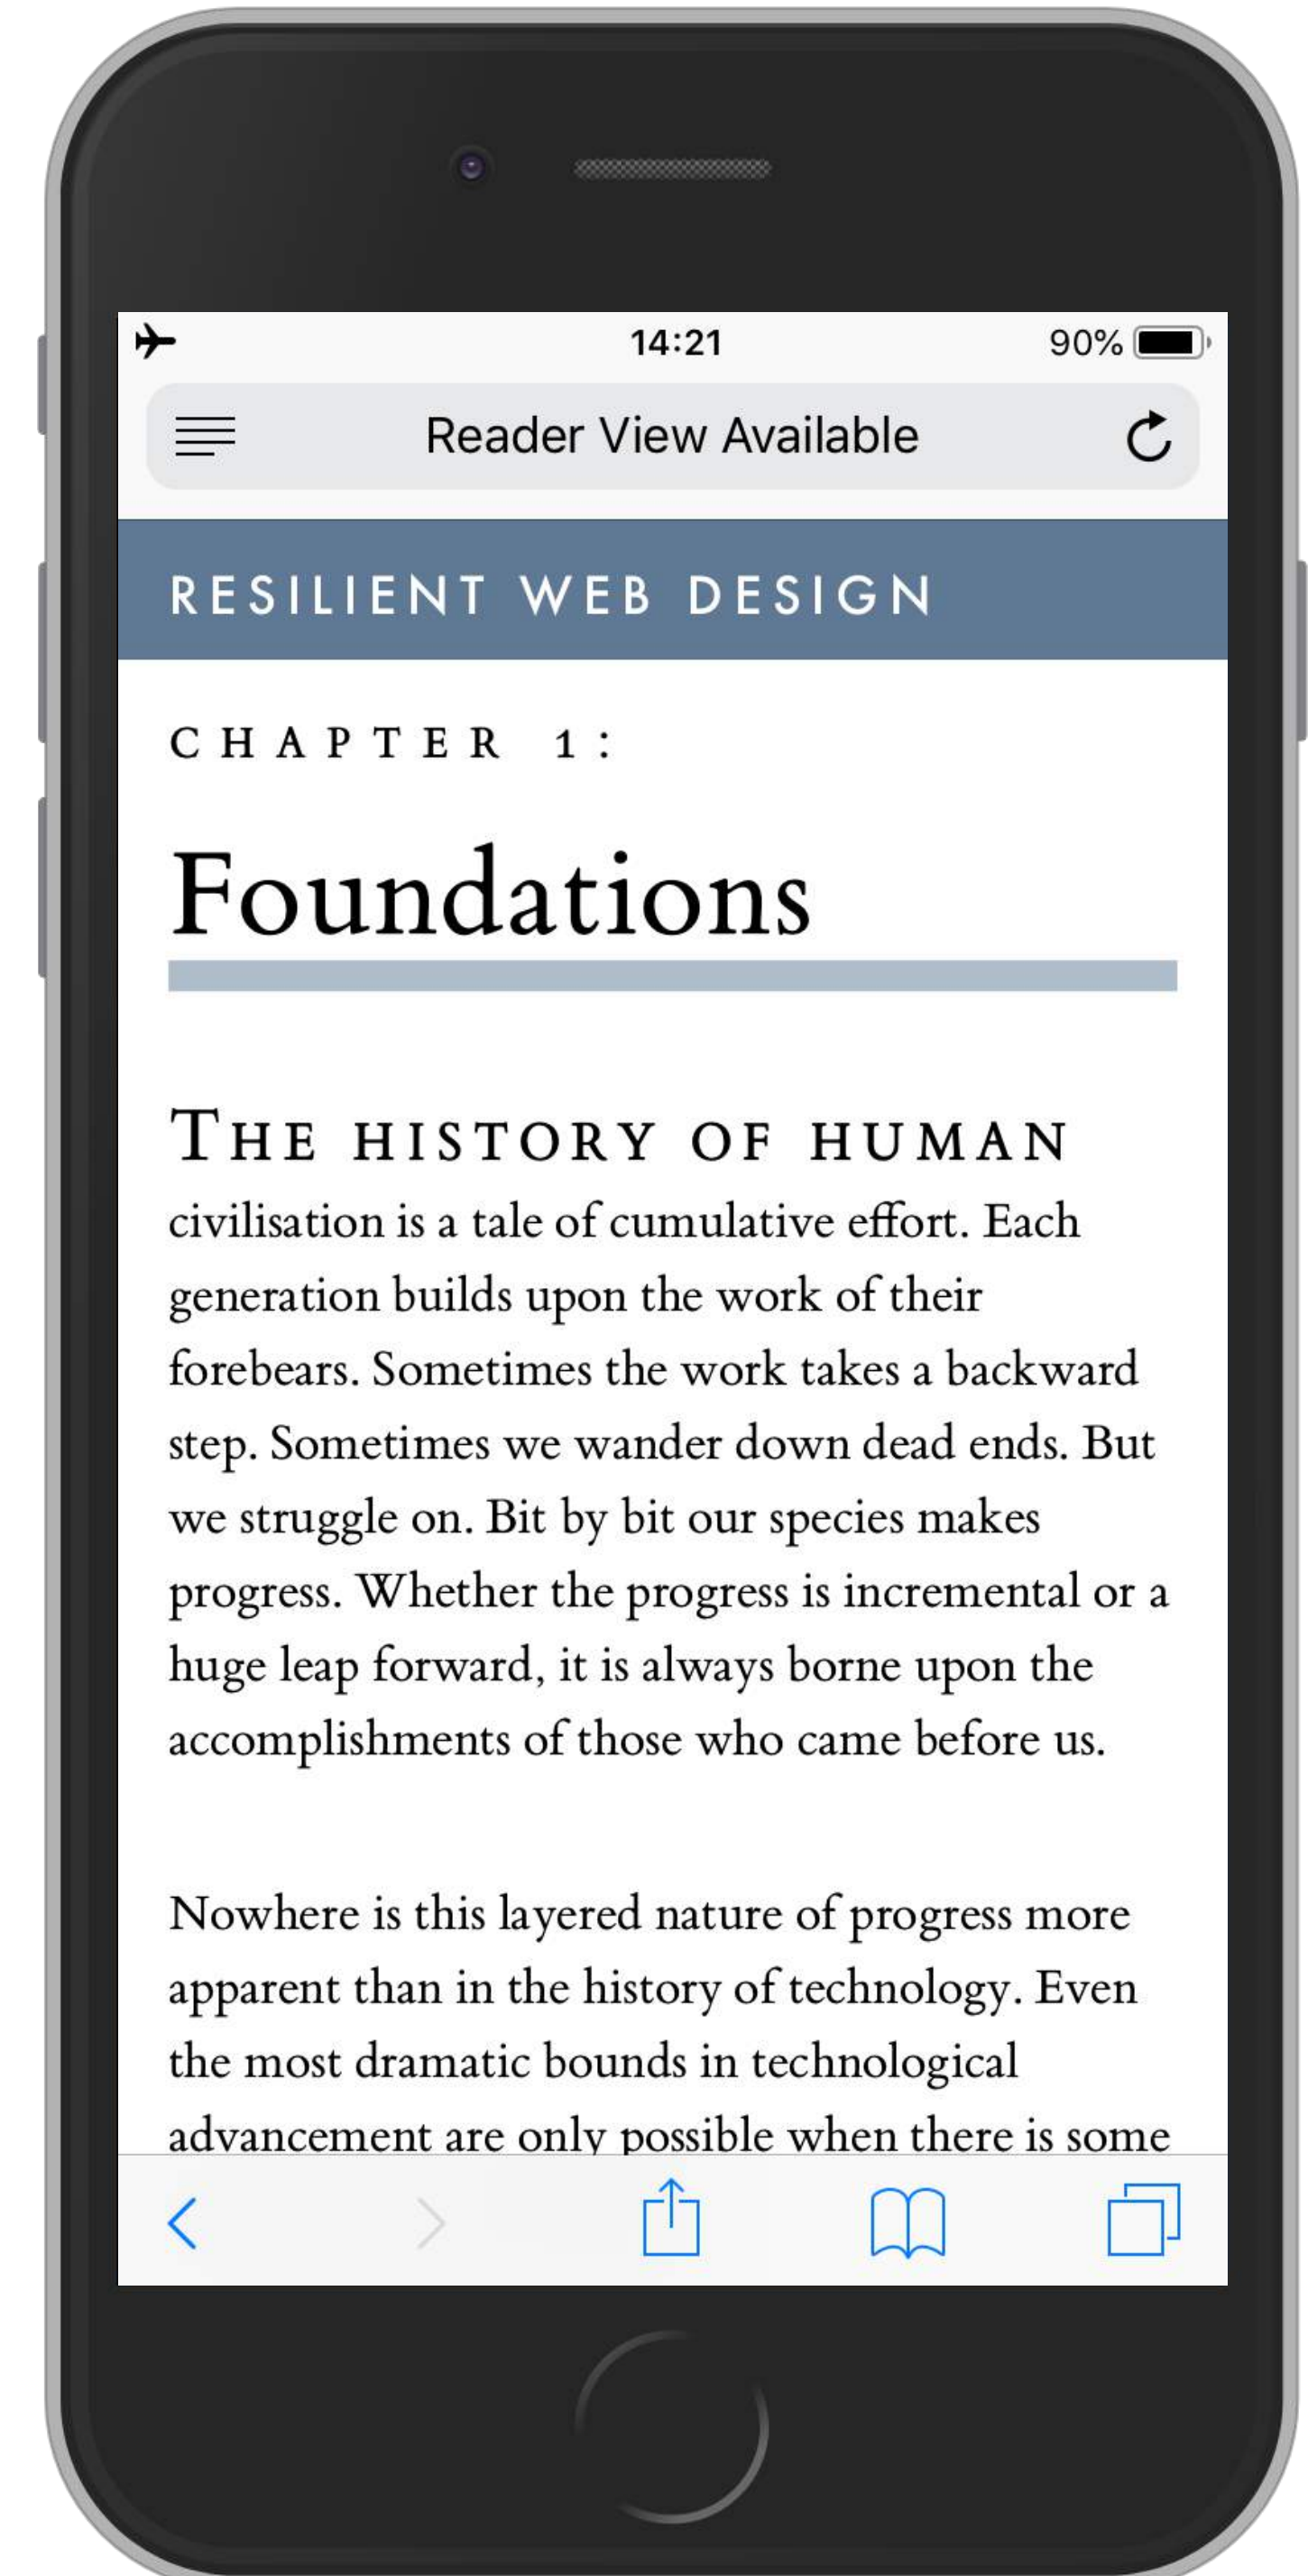 14:21
90%
Reader View Available
RESILIENT WEB DESIGN
CHAPTER 1:
Foundations
THE HISTORY OF HUMAN
civilisation is a tale of cumulative effort. Each
generation builds upon the work of their
forebears. Sometimes the work takes a backward
step. Sometimes we wander down dead ends. But
we struggle on. Bit by bit our species makes
progress. Whether the progress is incremental or a
huge leap forward, it is always borne upon the
accomplishments of those who came before us.
Nowhere is this layered nature of progress more
apparent than in the history of technology. Even
the most dramatic bounds in technological
advancement are only possible when there is some